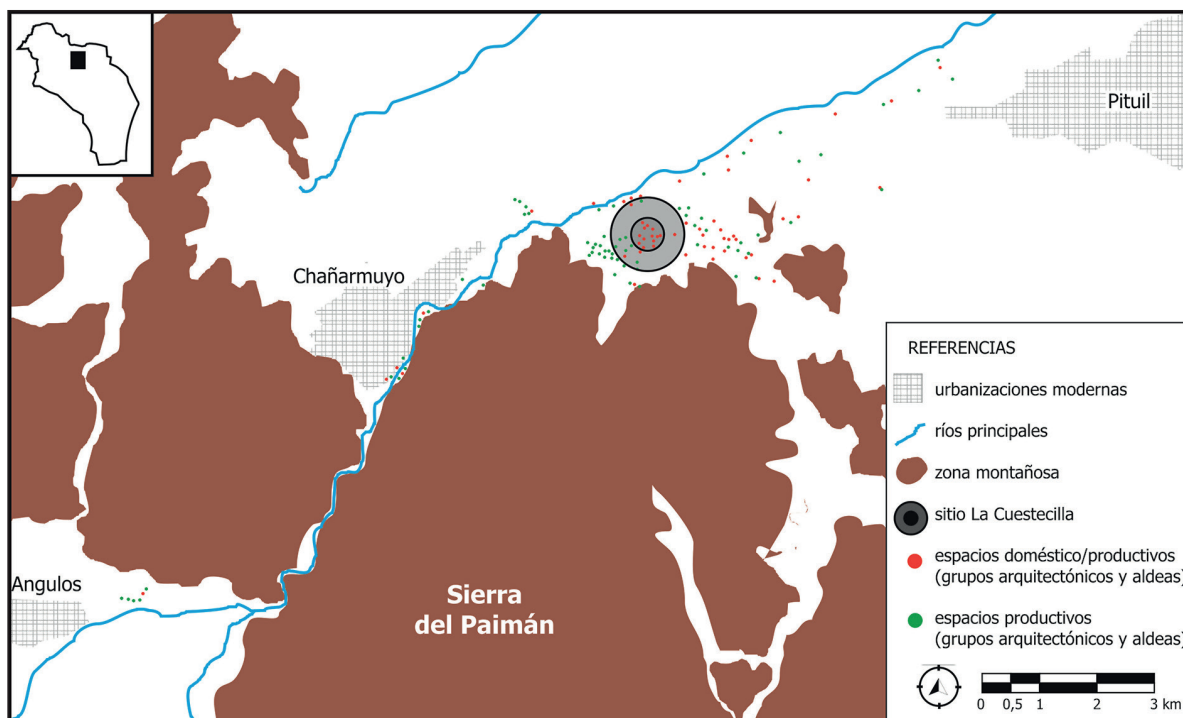 Pituil
Chañarmuyo
Angulos
Sierra
del Paimán
REFERENCIAS
urbanizaciones modernas
ríos principales
zona montañosa
sitio La Cuestecilla
espacios doméstico/productivos
(grupos arquitectónicos y aldeas)
espacios productivos
(grupos arquitectónicos y aldeas)
0 0,5 1 2 3 km